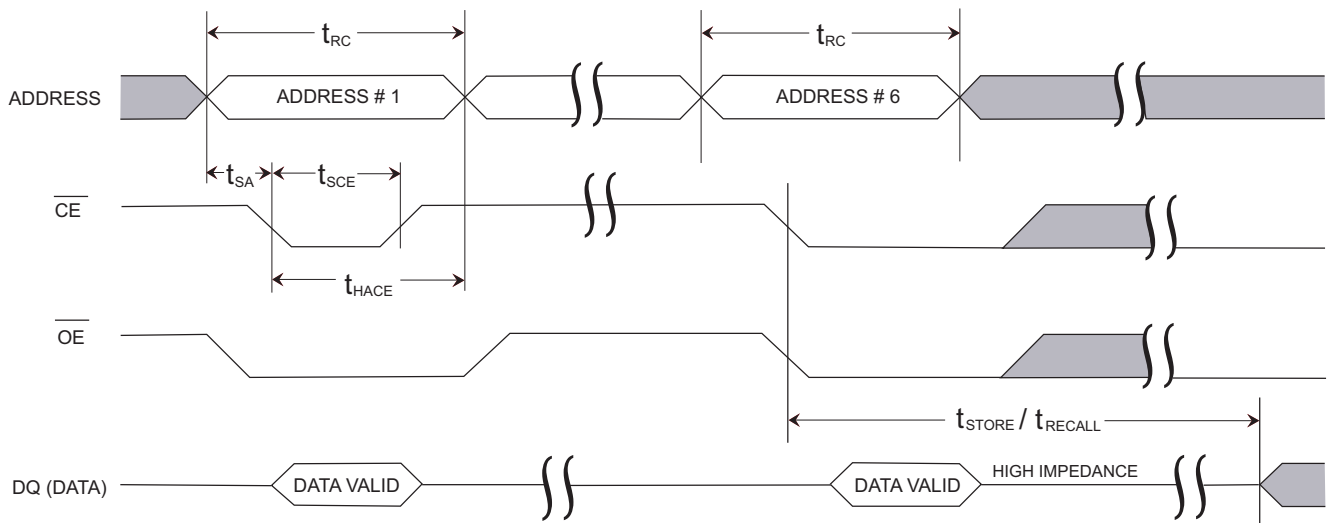 tRC tRC
ADDRESS ADDRESS # 1 ADDRESS # 6
tSA tSCE
CE
tHACE
OE
tSTORE / tRECALL
DQ (DATA) DATA VALID DATA VALID HIGH IMPEDANCE